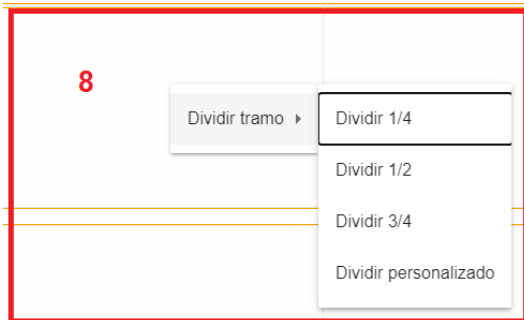 8
Dividir tramo
Dividir 1/4
Dividir 1/2
Dividir 3/4
Dividir personalizado